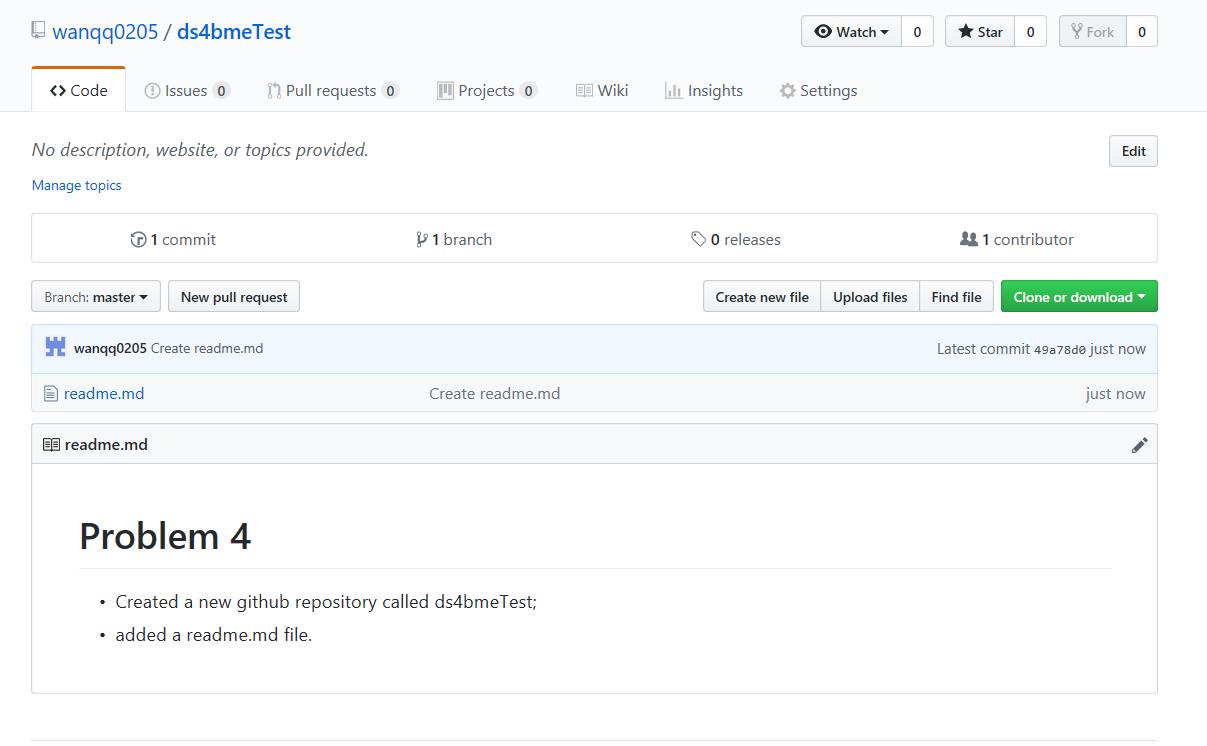 wanqq0205 / ds4bmeTest Watch 0 Star 0 Fork 0
Code Issues 0 Pull requests 0 Projects 0 Wiki Insights Settings
No description, website, or topics provided. Edit
Manage topics
1 commit 1 branch 0 releases 1 contributor
Branch: master New pull request Create new file Upload files Find file Clone or download
wanqq0205 Create readme.md Latest commit 49a78d0 just now
readme.md Create readme.md just now
readme.md
Problem 4
• Created a new github repository called ds4bmeTest;
• added a readme.md file.